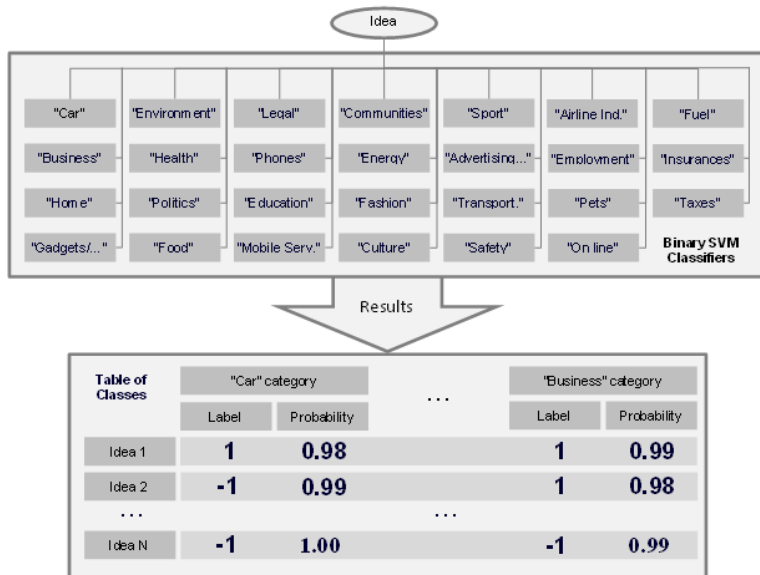 Idea
"Car" "Environment" "Legal" "Communities" "Sport" "Airline Ind." "Fuel"
"Business" "Health" "Phones" "Energy" "Advertising..." "Employment" "Insurances"
"Home" "Politics" "Education" "Fashion" "Transport." "Pets" "Taxes"
"Gadgets/..." "Food" "Mobile Serv." "Culture" "Safety" "On line" Binary SVM
Classifiers
Results
Table of "Car" category ... "Business" category
Classes
Label Probability Label Probability
Idea 1 1 0.98 1 0.99
Idea 2 -1 0.99 1 0.98
... ...
Idea N -1 1.00 -1 0.99